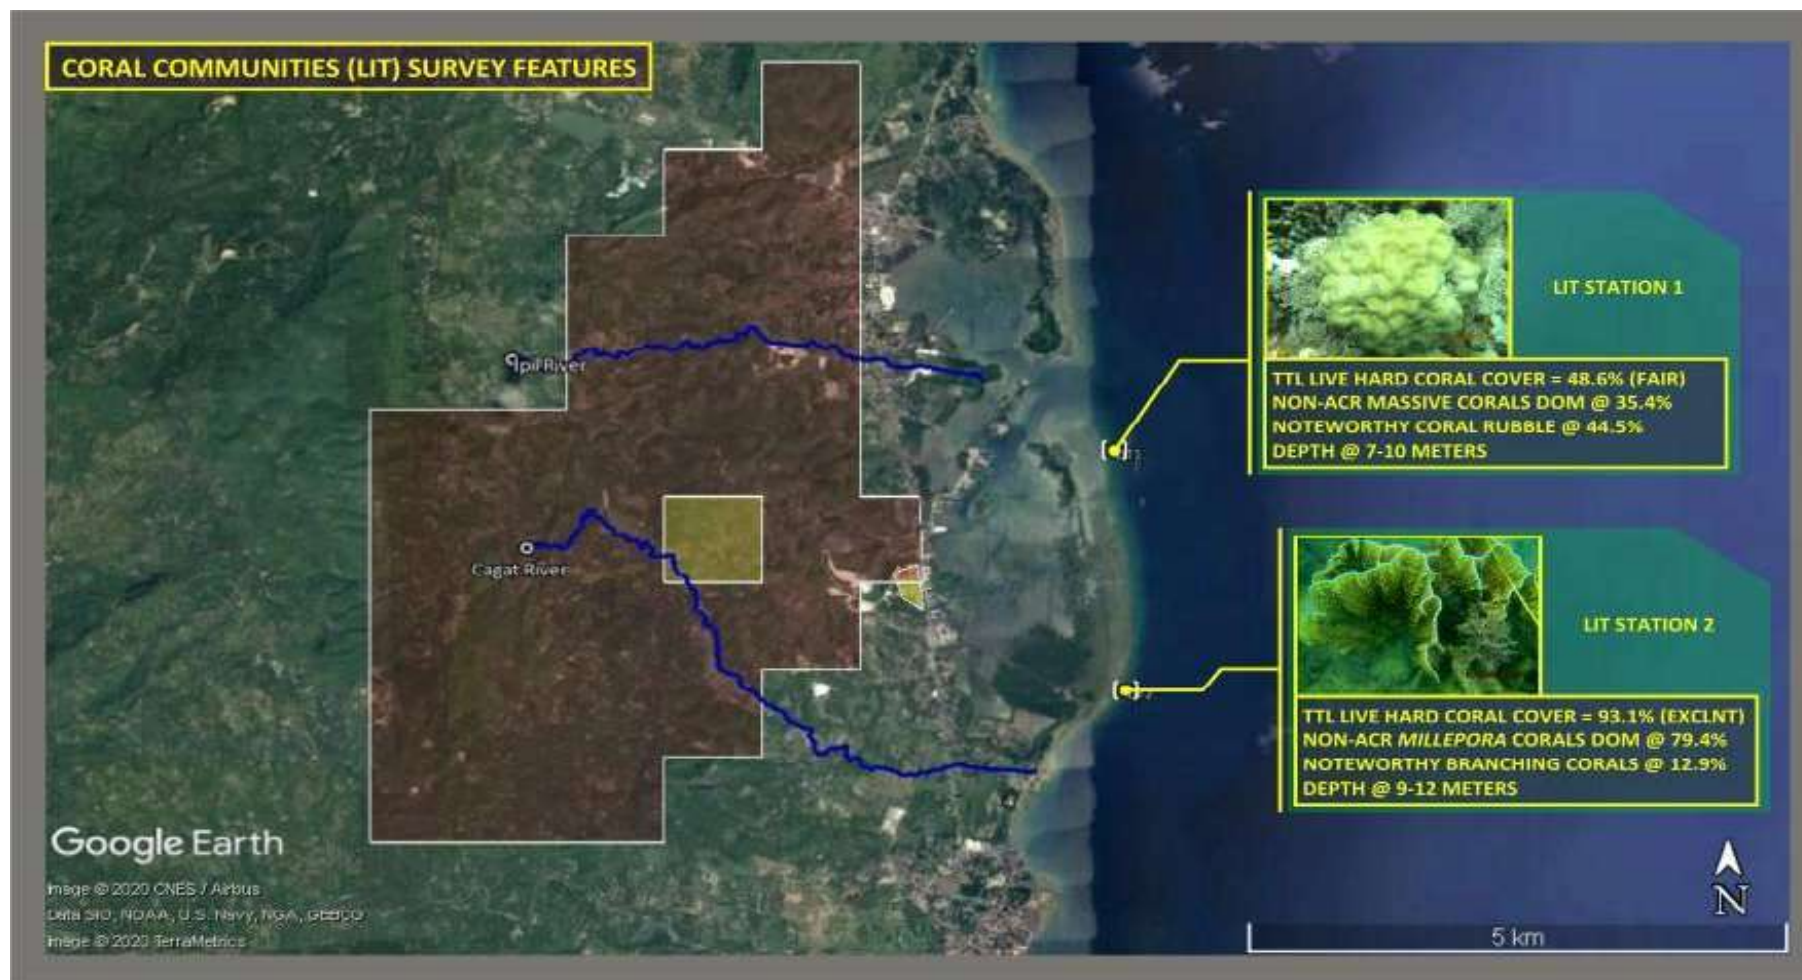 CORAL COMMUNITIES (LIT) SURVEY FEATURES
LIT STATION 1
TTL LIVE HARD CORAL COVER = 48.6% (FAIR)
NON-ACR MASSIVE CORALS DOM @ 35.4%
NOTEWORTHY CORAL RUBBLE @ 44.5%
DEPTH @ 7-10 METERS
Ipil River
Cagat River
LIT STATION 2
TTL LIVE HARD CORAL COVER = 93.1% (EXCLNT)
NON-ACR MILLEPORA CORALS DOM @ 79.4%
NOTEWORTHY BRANCHING CORALS @ 12.9%
DEPTH @ 9-12 METERS
Google Earth
Image © 2020 CNES / Airbus
Data SIO, NOAA, U.S. Navy, NGA, GEBCO
Image © 2020 TerraMetrics
N
5 km